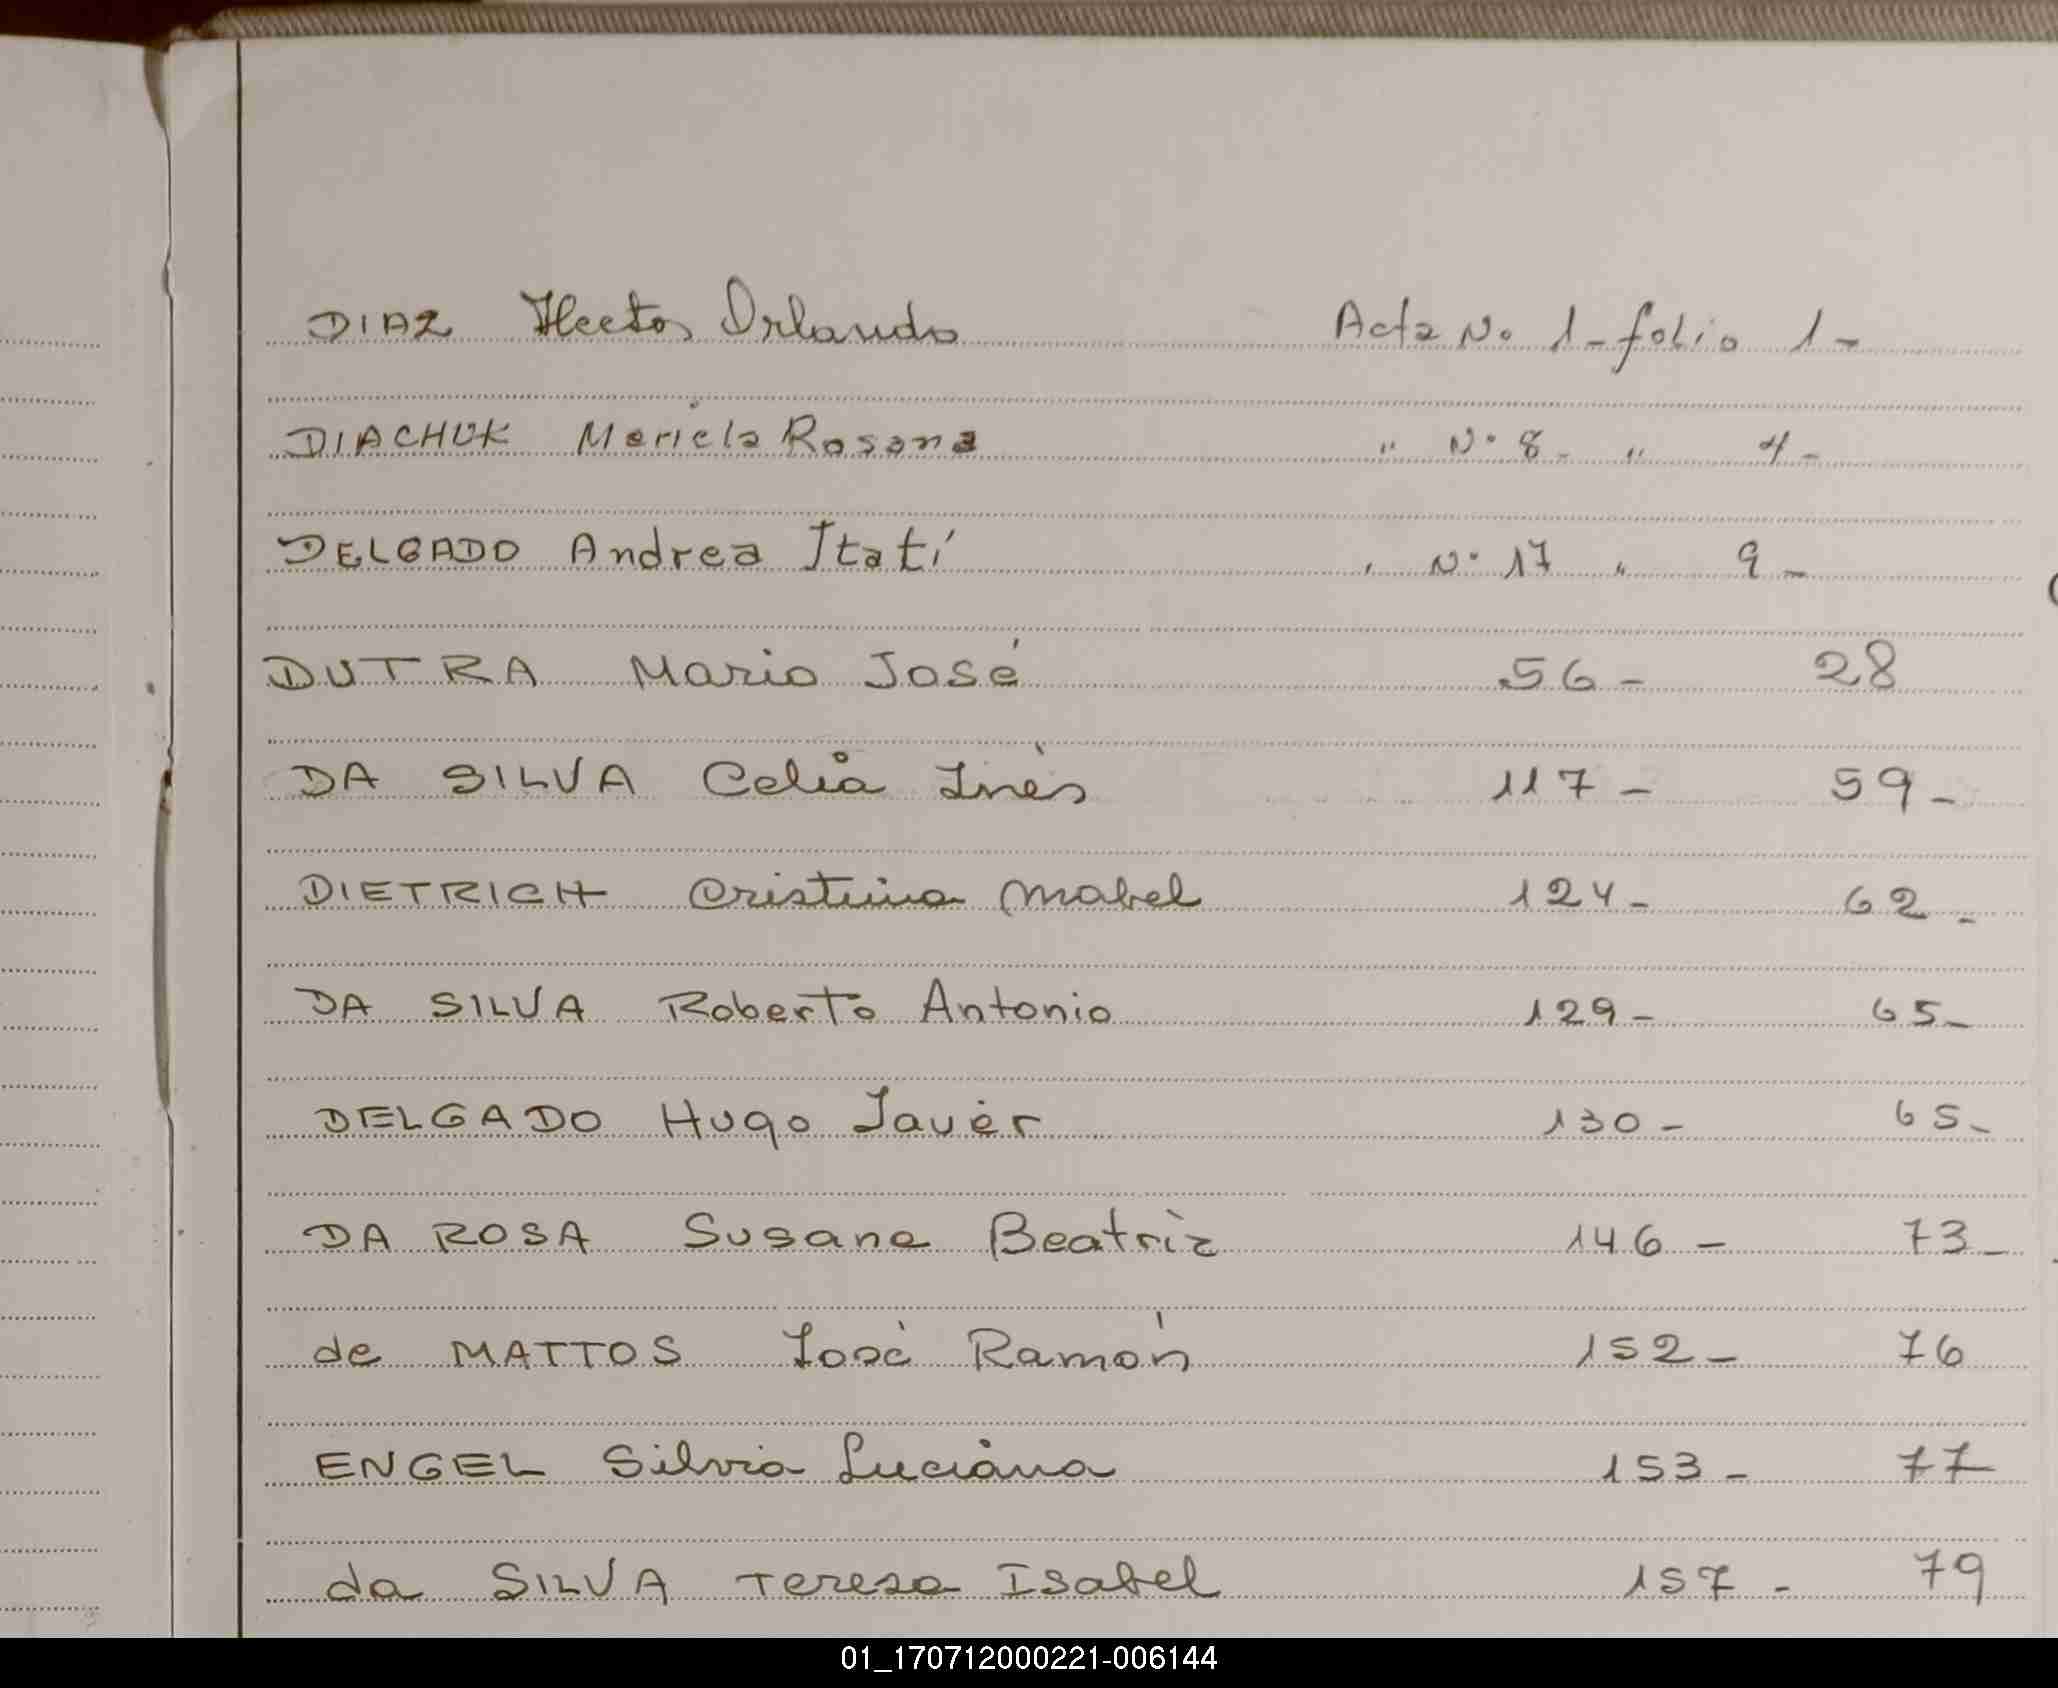 DIAZ Hector Orlando Acta No 1 - folio 1 -
DIACHUK Mariela Rosana " Nº 8 - " 4 -
DELGADO Andrea Itatí " Nº 17 " 9 -
DUTRA Mario José 56 - 28
DA SILVA Celia Inés 117 - 59 -
DIETRICH Cristina Mabel 124 - 62 -
DA SILVA Roberto Antonio 129 - 65 -
DELGADO Hugo Javier 130 - 65 -
DA ROSA Susana Beatriz 146 - 73 -
de MATTOS José Ramón 152 - 76
ENGEL Silvia Luciana 153 - 77
da SILVA Teresa Isabel 157 - 79
01_170712000221-006144